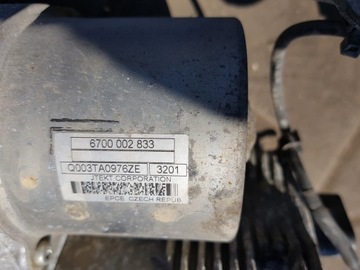 6700 002 833
Q003TA0976ZE 3201
JTEKT CORPORATION
EPCE CZECH REPUB